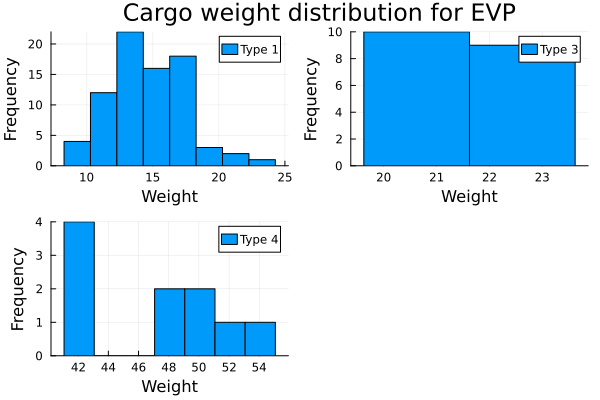 Cargo weight distribution for EVP
Frequency
20
15
10
5
0
Type 1
10 15 20 25
Weight
Frequency
10
8
6
4
2
0
Type 3
20 21 22 23
Weight
Frequency
4
3
2
1
0
Type 4
42 44 46 48 50 52 54
Weight